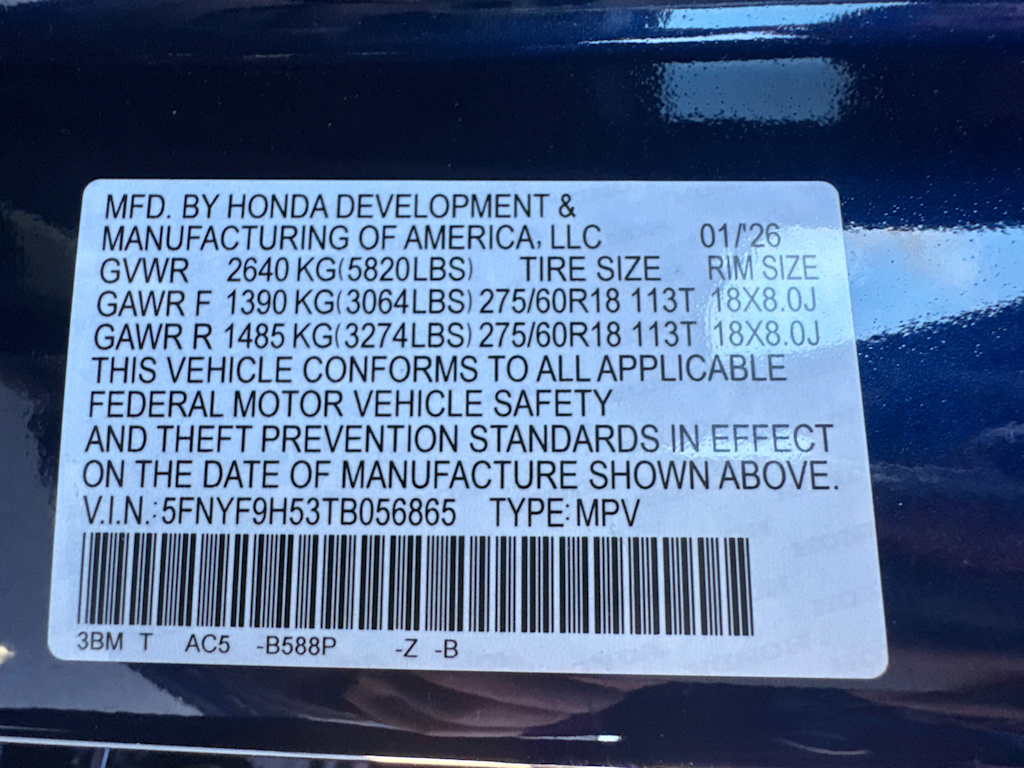 MFD. BY HONDA DEVELOPMENT &
MANUFACTURING OF AMERICA, LLC 01/'26
GVWR 2640 KG(5820LBS) TIRE SIZE RIM SIZE
GAWR F 1390 KG(3064LBS) 275/60R18 113T 18X8.0J
GAWR R 1485 KG(3274LBS) 275/60R18 113T 18X8.0J
THIS VEHICLE CONFORMS TO ALL APPLICABLE
FEDERAL MOTOR VEHICLE SAFETY
AND THEFT PREVENTION STANDARDS IN EFFECT
ON THE DATE OF MANUFACTURE SHOWN ABOVE.
V.I.N.: 5FNYF9H53TB056865 TYPE: MPV
3BM T AC5 -B588P -Z -B